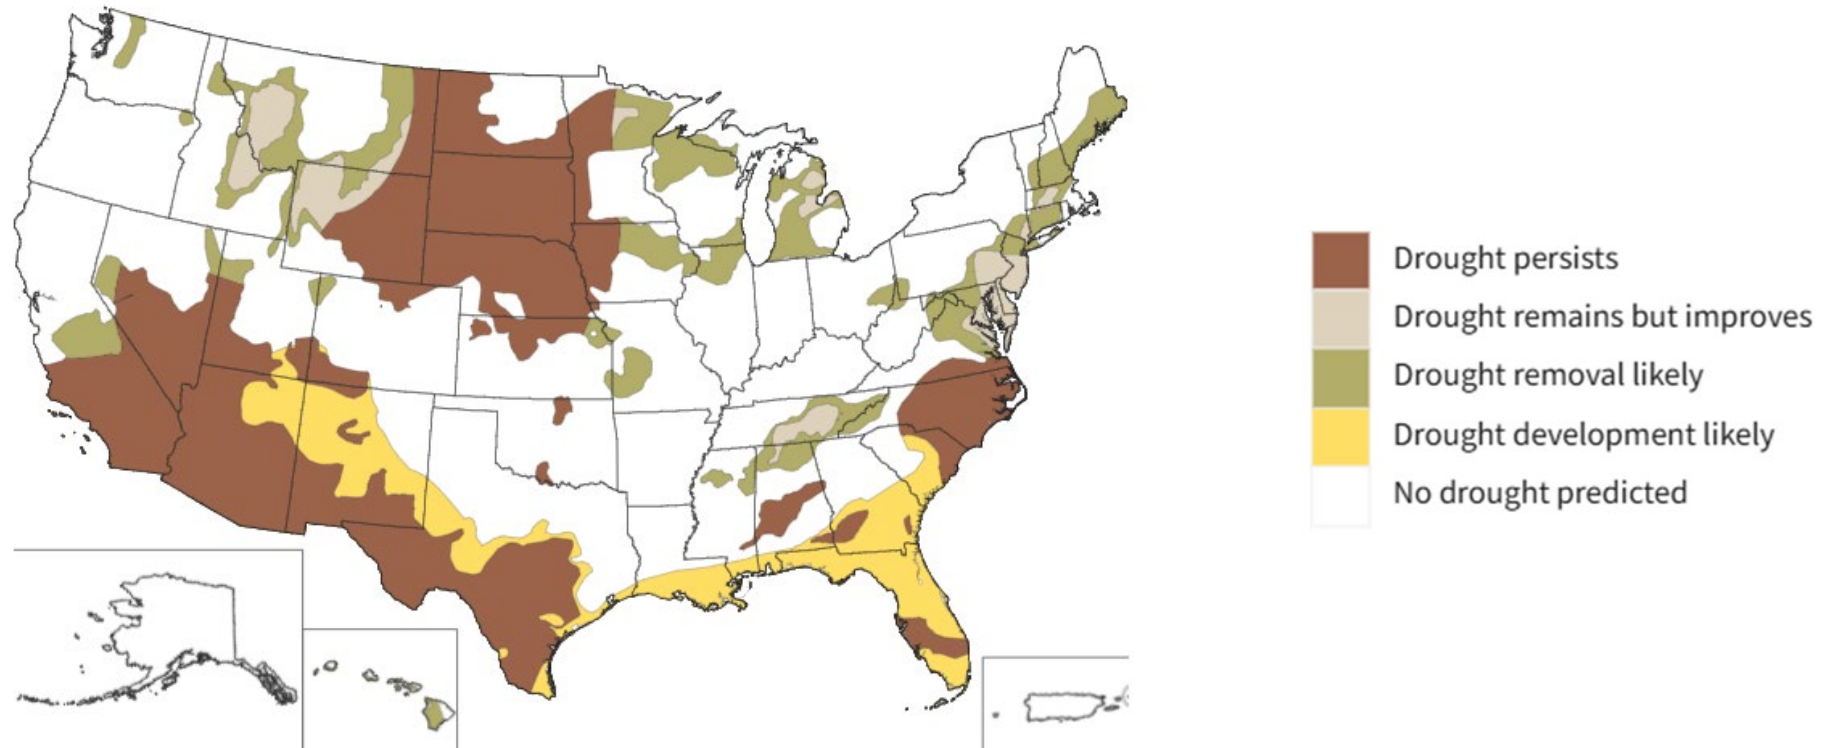 Drought persists
Drought remains but improves
Drought removal likely
Drought development likely
No drought predicted